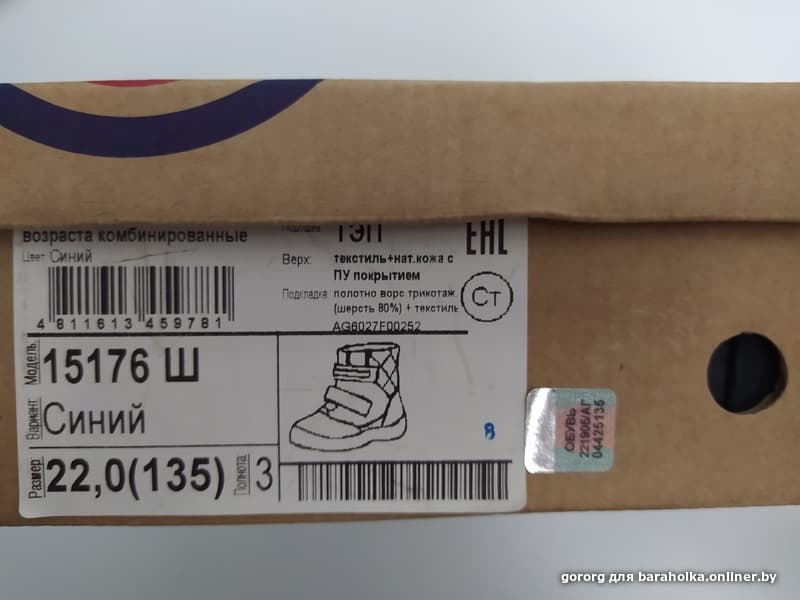 возраста комбинированные
Цвет Синий
4 811613 459781
ТЭП
EAC
Верх: текстиль+нат.кожа с
ПУ покрытием
Подкладка: полотно ворс трикотаж.
(шерсть 80%) + текстиль
AG6027F00252
Ст
Модель: 15176 Ш
Вариант: Синий
Размер: 22,0(135)
Полнота: 3
8
ОБУВЬ
221905/АГ
04425135
gororg для baraholka.onliner.by